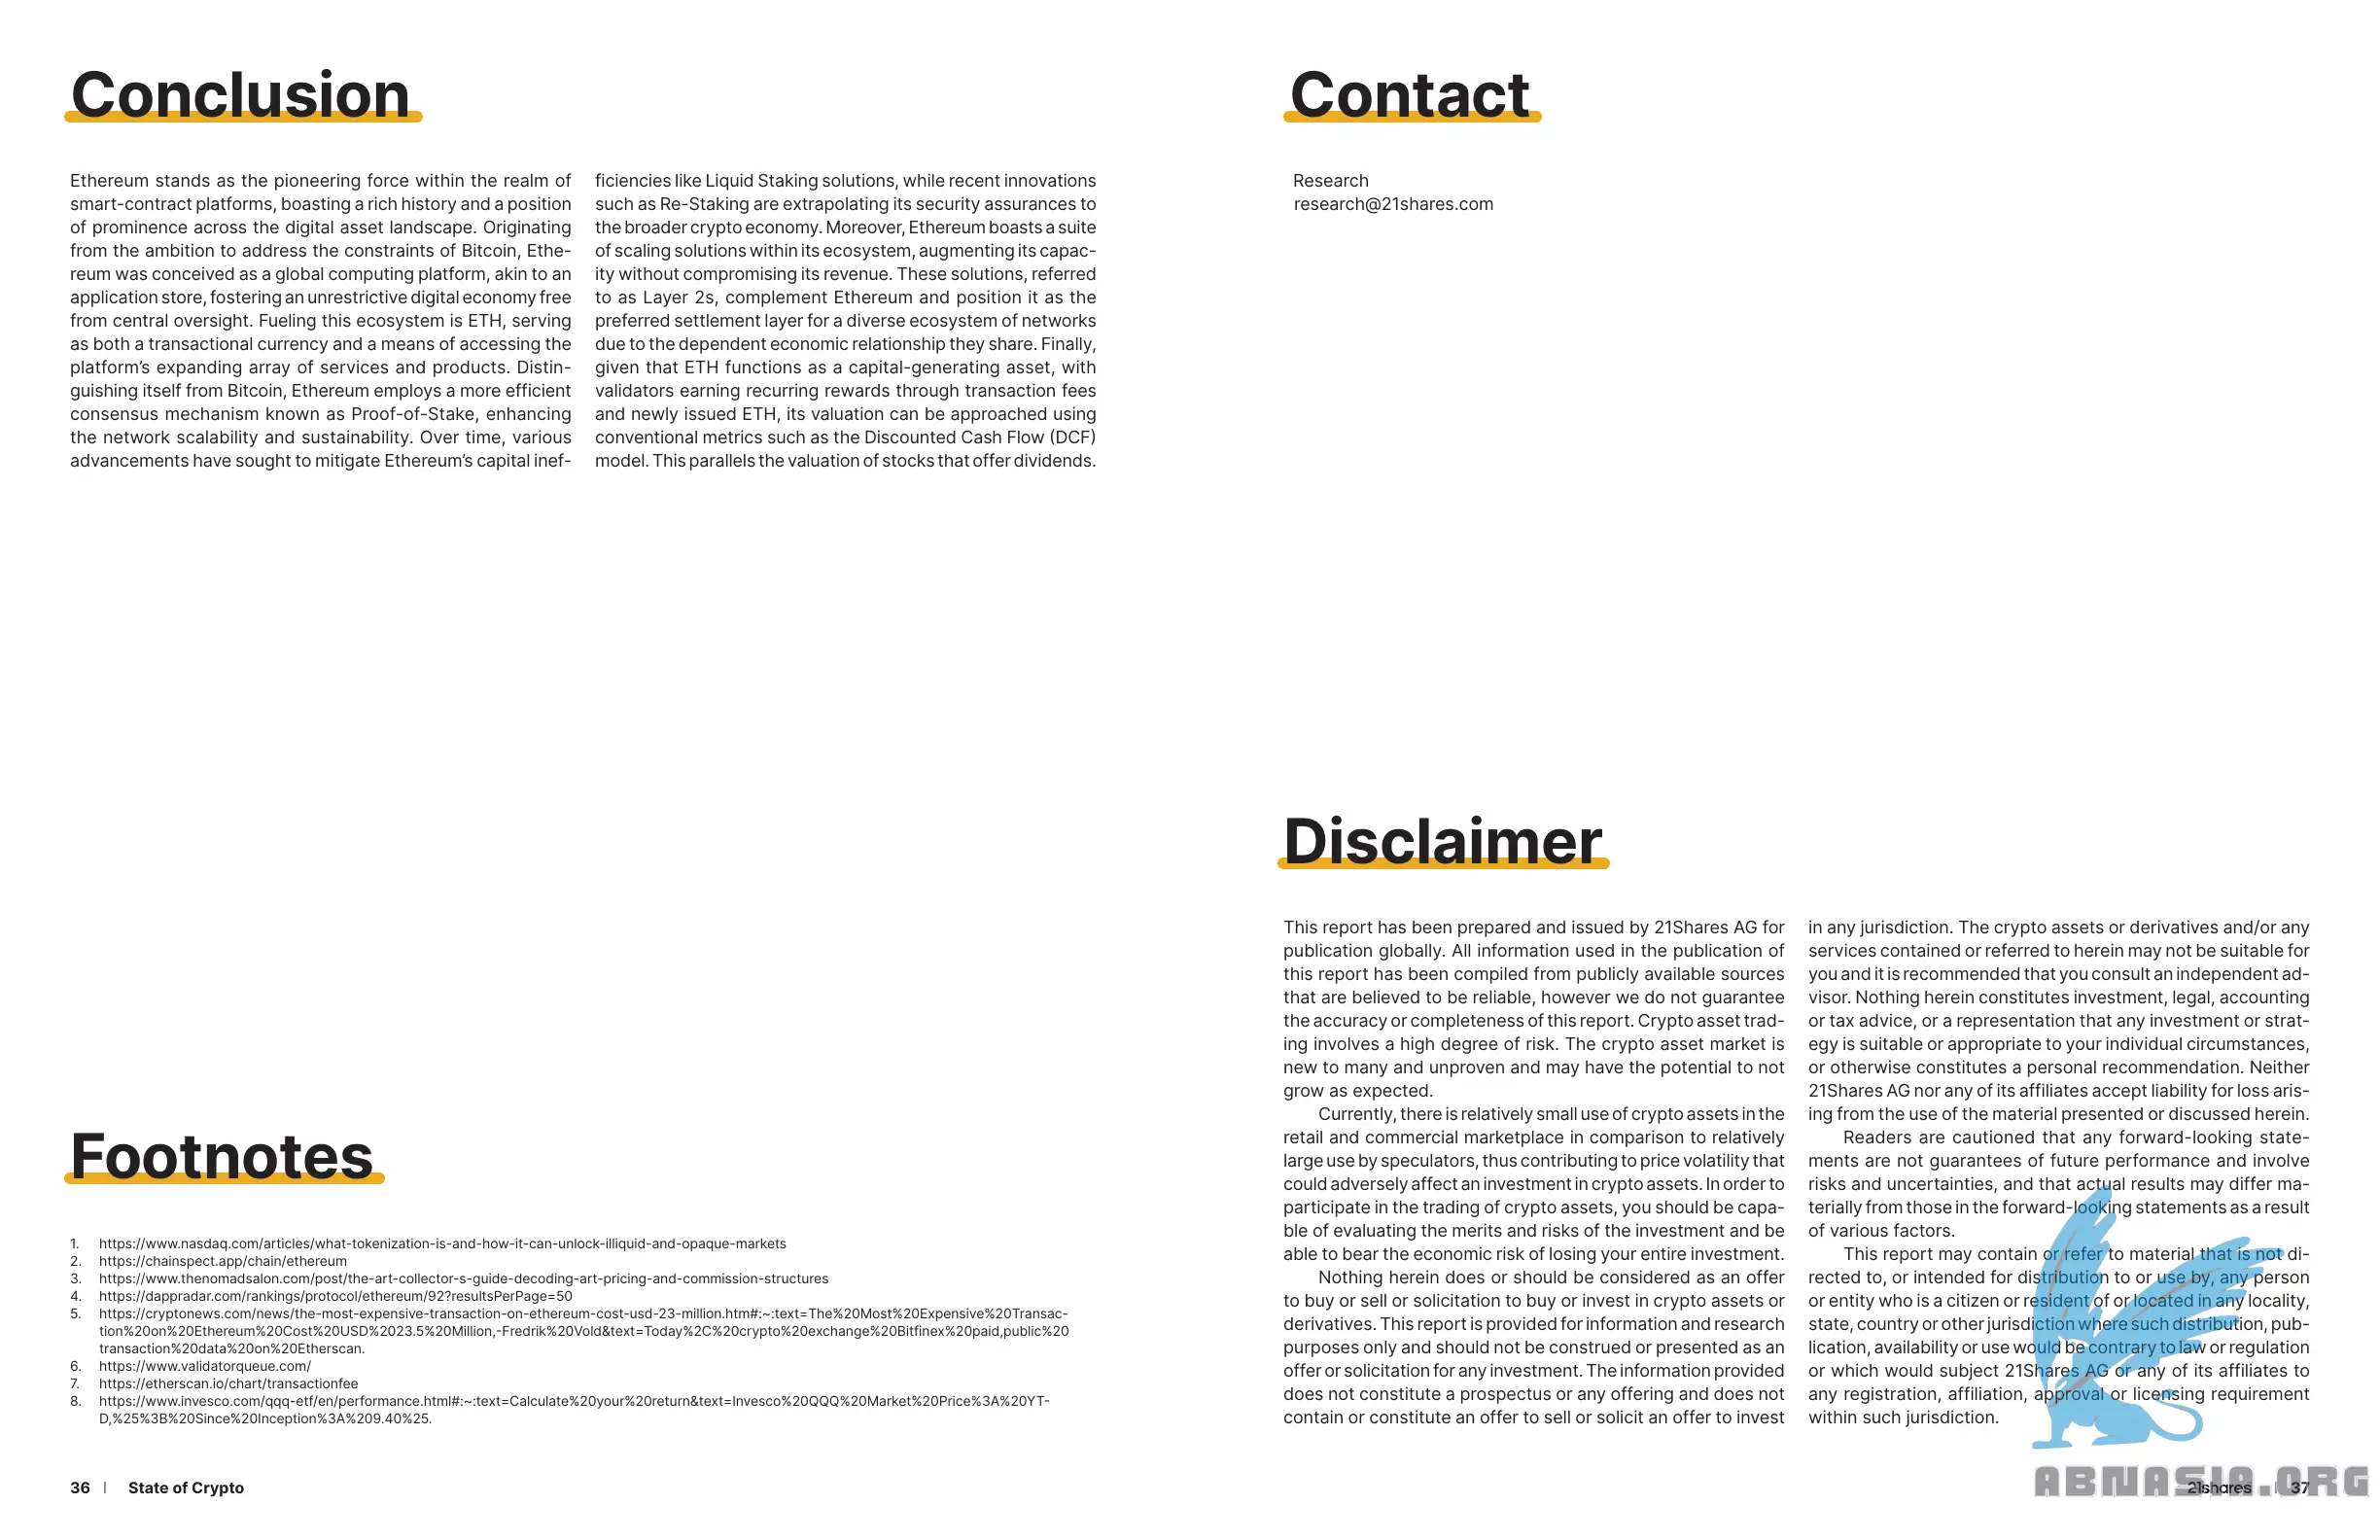 Conclusion
Ethereum stands as the pioneering force within the realm of
smart-contract platforms, boasting a rich history and a position
of prominence across the digital asset landscape. Originating
from the ambition to address the constraints of Bitcoin, Ethe-
reum was conceived as a global computing platform, akin to an
application store, fostering an unrestrictive digital economy free
from central oversight. Fueling this ecosystem is ETH, serving
as both a transactional currency and a means of accessing the
platform’s expanding array of services and products. Distin-
guishing itself from Bitcoin, Ethereum employs a more efficient
consensus mechanism known as Proof-of-Stake, enhancing
the network scalability and sustainability. Over time, various
advancements have sought to mitigate Ethereum’s capital inef-
ficiencies like Liquid Staking solutions, while recent innovations
such as Re-Staking are extrapolating its security assurances to
the broader crypto economy. Moreover, Ethereum boasts a suite
of scaling solutions within its ecosystem, augmenting its capac-
ity without compromising its revenue. These solutions, referred
to as Layer 2s, complement Ethereum and position it as the
preferred settlement layer for a diverse ecosystem of networks
due to the dependent economic relationship they share. Finally,
given that ETH functions as a capital-generating asset, with
validators earning recurring rewards through transaction fees
and newly issued ETH, its valuation can be approached using
conventional metrics such as the Discounted Cash Flow (DCF)
model. This parallels the valuation of stocks that offer dividends.
Footnotes
1. https://www.nasdaq.com/articles/what-tokenization-is-and-how-it-can-unlock-illiquid-and-opaque-markets
2. https://chainspect.app/chain/ethereum
3. https://www.thenomadsalon.com/post/the-art-collector-s-guide-decoding-art-pricing-and-commission-structures
4. https://dappradar.com/rankings/protocol/ethereum/92?resultsPerPage=50
5. https://cryptonews.com/news/the-most-expensive-transaction-on-ethereum-cost-usd-23-million.htm#:~:text=The%20Most%20Expensive%20Transac-
tion%20on%20Ethereum%20Cost%20USD%2023.5%20Million,-Fredrik%20Vold&text=Today%2C%20crypto%20exchange%20Bitfinex%20paid,public%20
transaction%20data%20on%20Etherscan.
6. https://www.validatorqueue.com/
7. https://etherscan.io/chart/transactionfee
8. https://www.invesco.com/qqq-etf/en/performance.html#:~:text=Calculate%20your%20return&text=Invesco%20QQQ%20Market%20Price%3A%20YT-
D,%25%3B%20Since%20Inception%3A%209.40%25.
36 | State of Crypto
Contact
Research
research@21shares.com
Disclaimer
This report has been prepared and issued by 21Shares AG for
publication globally. All information used in the publication of
this report has been compiled from publicly available sources
that are believed to be reliable, however we do not guarantee
the accuracy or completeness of this report. Crypto asset trad-
ing involves a high degree of risk. The crypto asset market is
new to many and unproven and may have the potential to not
grow as expected.
Currently, there is relatively small use of crypto assets in the
retail and commercial marketplace in comparison to relatively
large use by speculators, thus contributing to price volatility that
could adversely affect an investment in crypto assets. In order to
participate in the trading of crypto assets, you should be capa-
ble of evaluating the merits and risks of the investment and be
able to bear the economic risk of losing your entire investment.
Nothing herein does or should be considered as an offer
to buy or sell or solicitation to buy or invest in crypto assets or
derivatives. This report is provided for information and research
purposes only and should not be construed or presented as an
offer or solicitation for any investment. The information provided
does not constitute a prospectus or any offering and does not
contain or constitute an offer to sell or solicit an offer to invest
in any jurisdiction. The crypto assets or derivatives and/or any
services contained or referred to herein may not be suitable for
you and it is recommended that you consult an independent ad-
visor. Nothing herein constitutes investment, legal, accounting
or tax advice, or a representation that any investment or strat-
egy is suitable or appropriate to your individual circumstances,
or otherwise constitutes a personal recommendation. Neither
21Shares AG nor any of its affiliates accept liability for loss aris-
ing from the use of the material presented or discussed herein.
Readers are cautioned that any forward-looking state-
ments are not guarantees of future performance and involve
risks and uncertainties, and that actual results may differ ma-
terially from those in the forward-looking statements as a result
of various factors.
This report may contain or refer to material that is not di-
rected to, or intended for distribution to or use by, any person
or entity who is a citizen or resident of or located in any locality,
state, country or other jurisdiction where such distribution, pub-
lication, availability or use would be contrary to law or regulation
or which would subject 21Shares AG or any of its affiliates to
any registration, affiliation, approval or licensing requirement
within such jurisdiction.
21shares | 37
ABNASIA.ORG